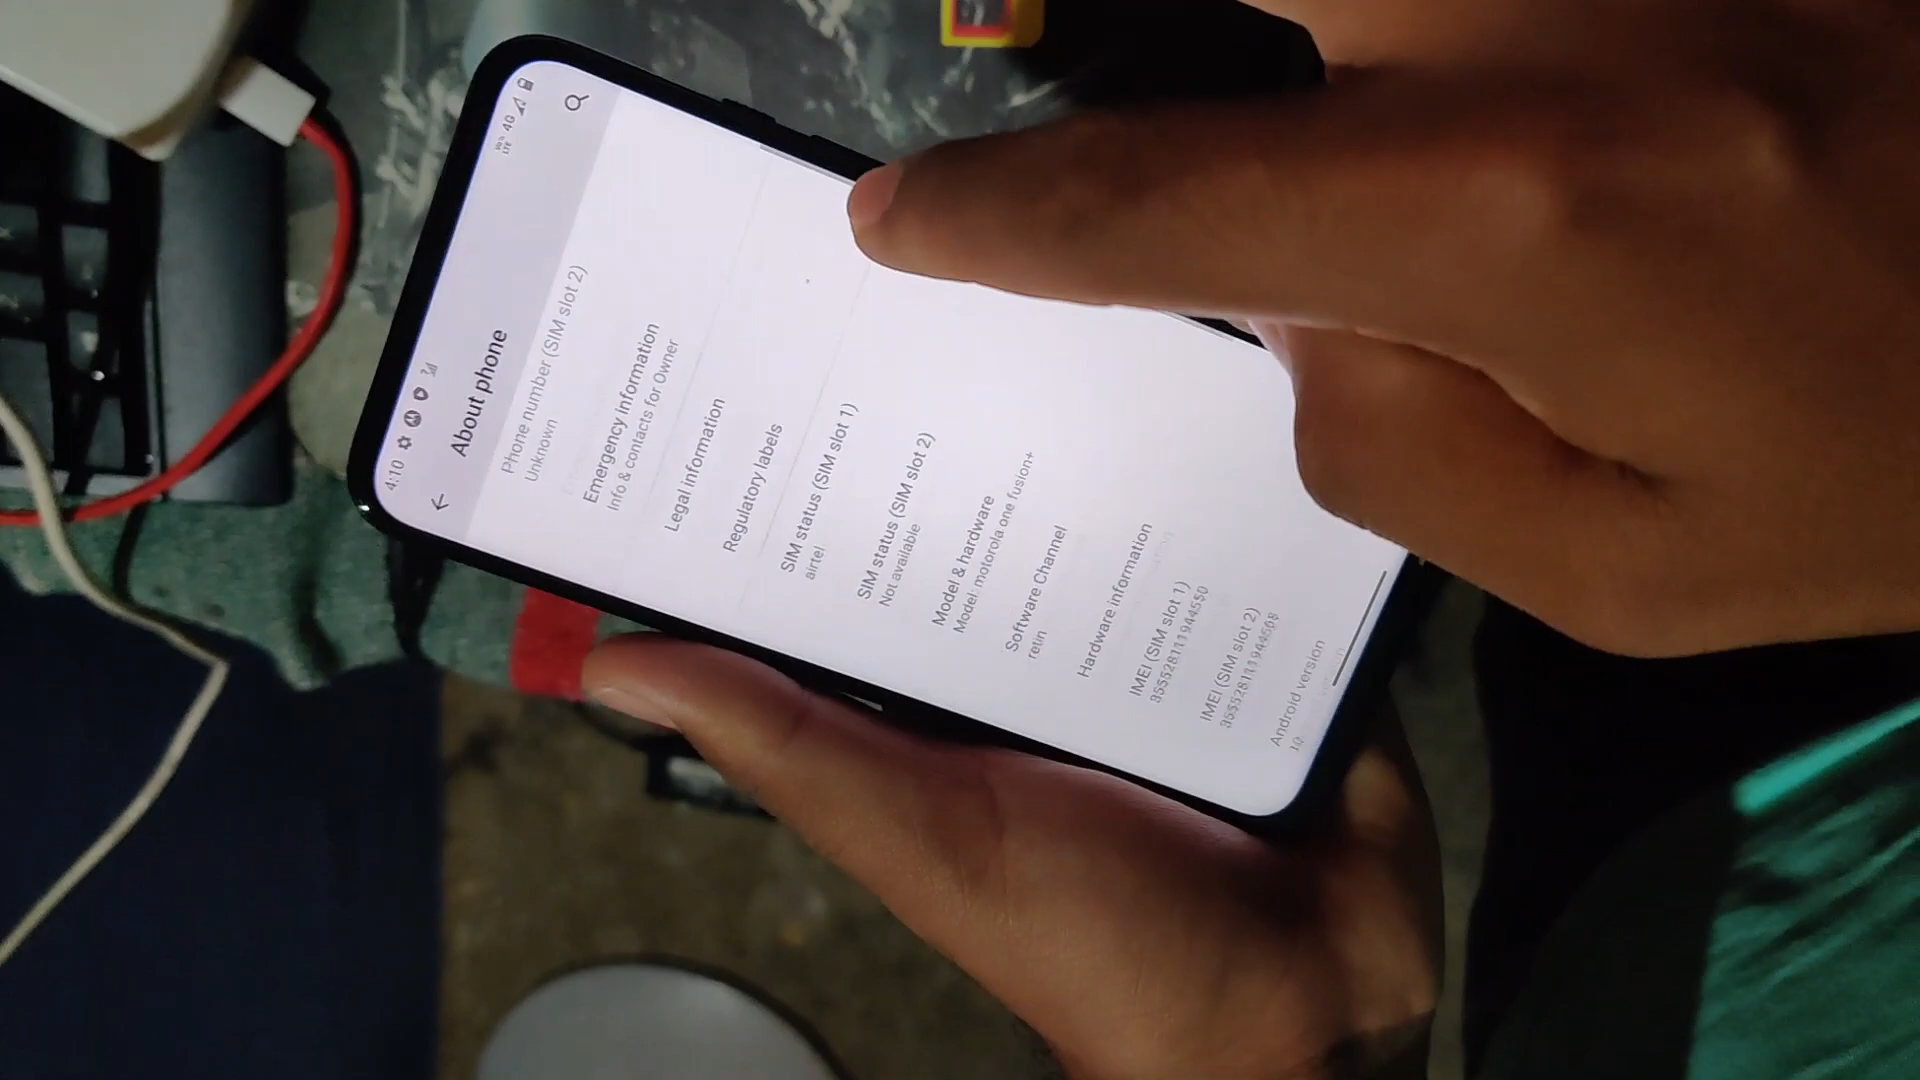 4:10
VoLTE 4G
About phone
Phone number (SIM slot 2)
Unknown
Emergency information
Info & contacts for Owner
Legal information
Regulatory labels
SIM status (SIM slot 1)
airtel
SIM status (SIM slot 2)
Not available
Model & hardware
Model: motorola one fusion+
Software Channel
retin
Hardware information
IMEI (SIM slot 1)
IMEI (SIM slot 2)
Android version
10